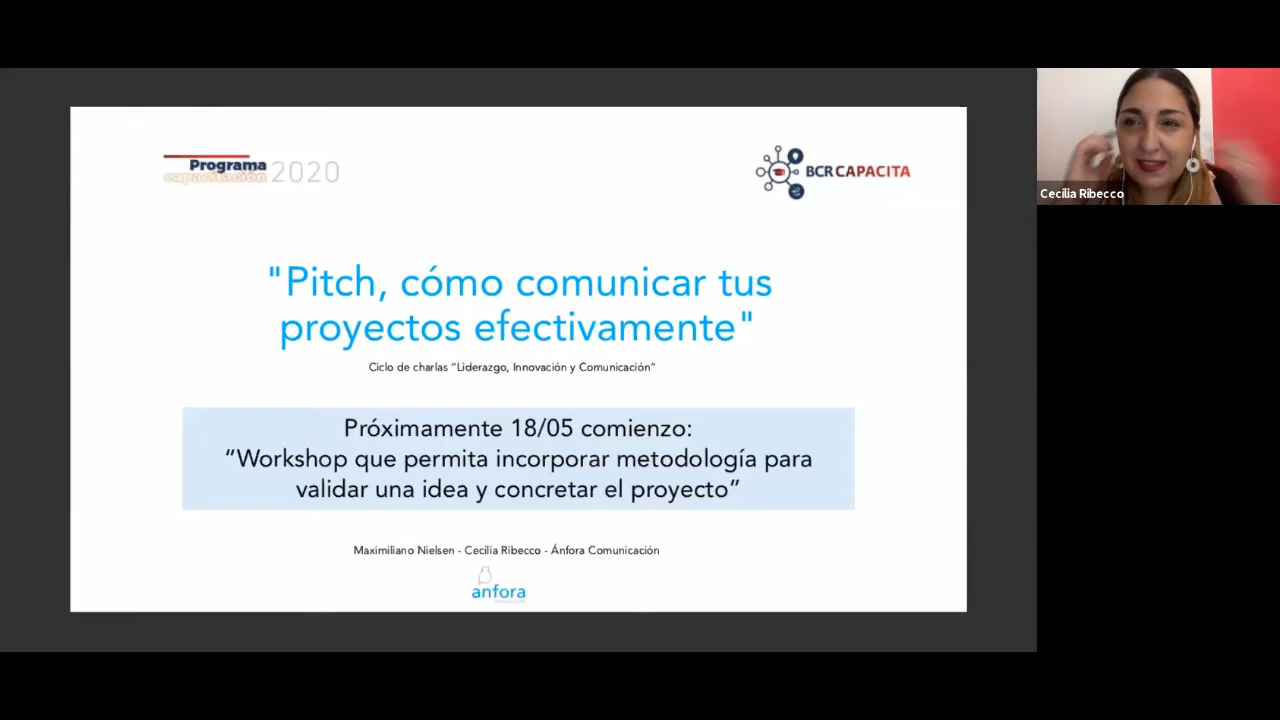 Programa
capacitación 2020
BCR CAPACITA
Cecilia Ribecco
"Pitch, cómo comunicar tus
proyectos efectivamente"
Ciclo de charlas “Liderazgo, Innovación y Comunicación”
Próximamente 18/05 comienzo:
“Workshop que permita incorporar metodología para
validar una idea y concretar el proyecto”
Maximiliano Nielsen - Cecilia Ribecco - Ánfora Comunicación
anfora